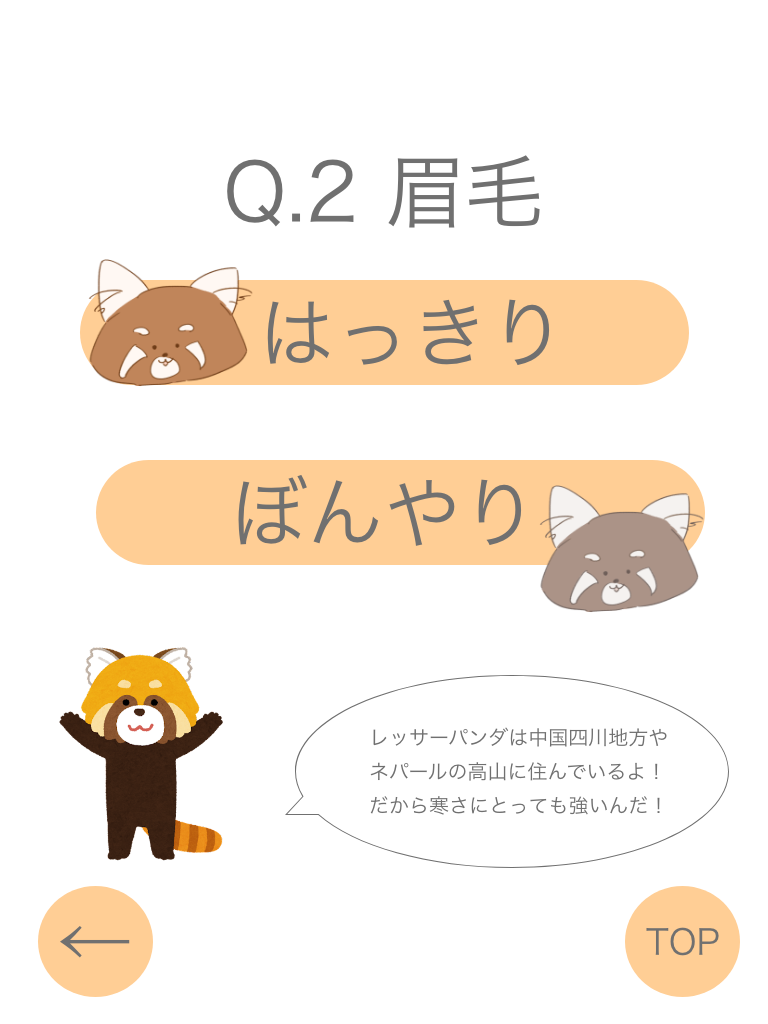 Q.2 眉毛
はっきり
ぼんやり
レッサーパンダは中国四川地方や
ネパールの高山に住んでいるよ！
だから寒さにとっても強いんだ！
←
TOP